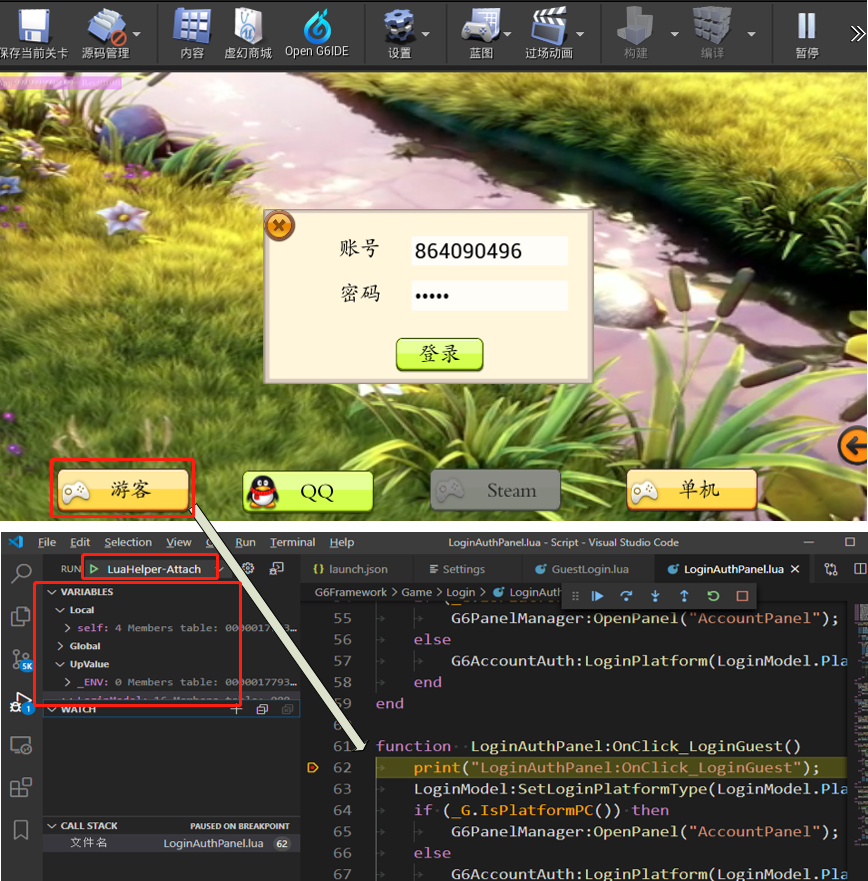 保存当前关卡 源码管理 内容 虚幻商城 Open G6IDE 设置 蓝图 过场动画 构建 编译 暂停
账号 864090496
密码 •••••
登录
游客 QQ Steam 单机
File Edit Selection View Run Terminal Help LoginAuthPanel.lua - Script - Visual Studio Code
RUN LuaHelper-Attach
launch.json Settings GuestLogin.lua LoginAuthPanel.lua
G6Framework > Game > Login > LoginAuth
VARIABLES
Local
self: 4 Members table: 0000017793...
Global
UpValue
_ENV: 0 Members table: 0000017793...
WATCH
CALL STACK PAUSED ON BREAKPOINT
文件名 LoginAuthPanel.lua 62
5K
1
55 G6PanelManager:OpenPanel("AccountPanel");
56 else
57 G6AccountAuth:LoginPlatform(LoginModel.Pla
58 end
59 end
61 function LoginAuthPanel:OnClick_LoginGuest()
62 print("LoginAuthPanel:OnClick_LoginGuest");
63 LoginModel:SetLoginPlatformType(LoginModel.Pla
64 if (_G.IsPlatformPC()) then
65 G6PanelManager:OpenPanel("AccountPanel");
66 else
67 G6AccountAuth:LoginPlatform(LoginModel.Pla